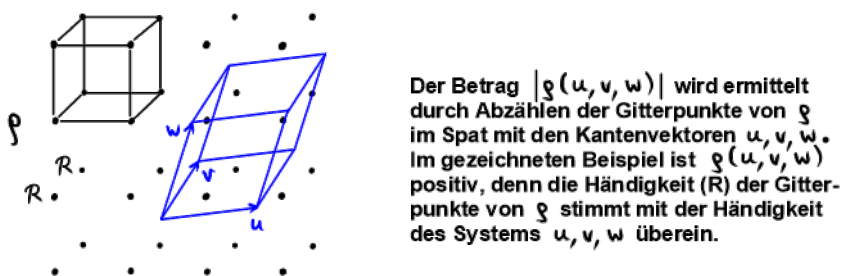 ϱ
R
R
w
v
u
Der Betrag |ϱ(u,v,w)| wird ermittelt
durch Abzählen der Gitterpunkte von ϱ
im Spat mit den Kantenvektoren u,v,w.
Im gezeichneten Beispiel ist ϱ(u,v,w)
positiv, denn die Händigkeit (R) der Gitter-
punkte von ϱ stimmt mit der Händigkeit
des Systems u,v,w überein.